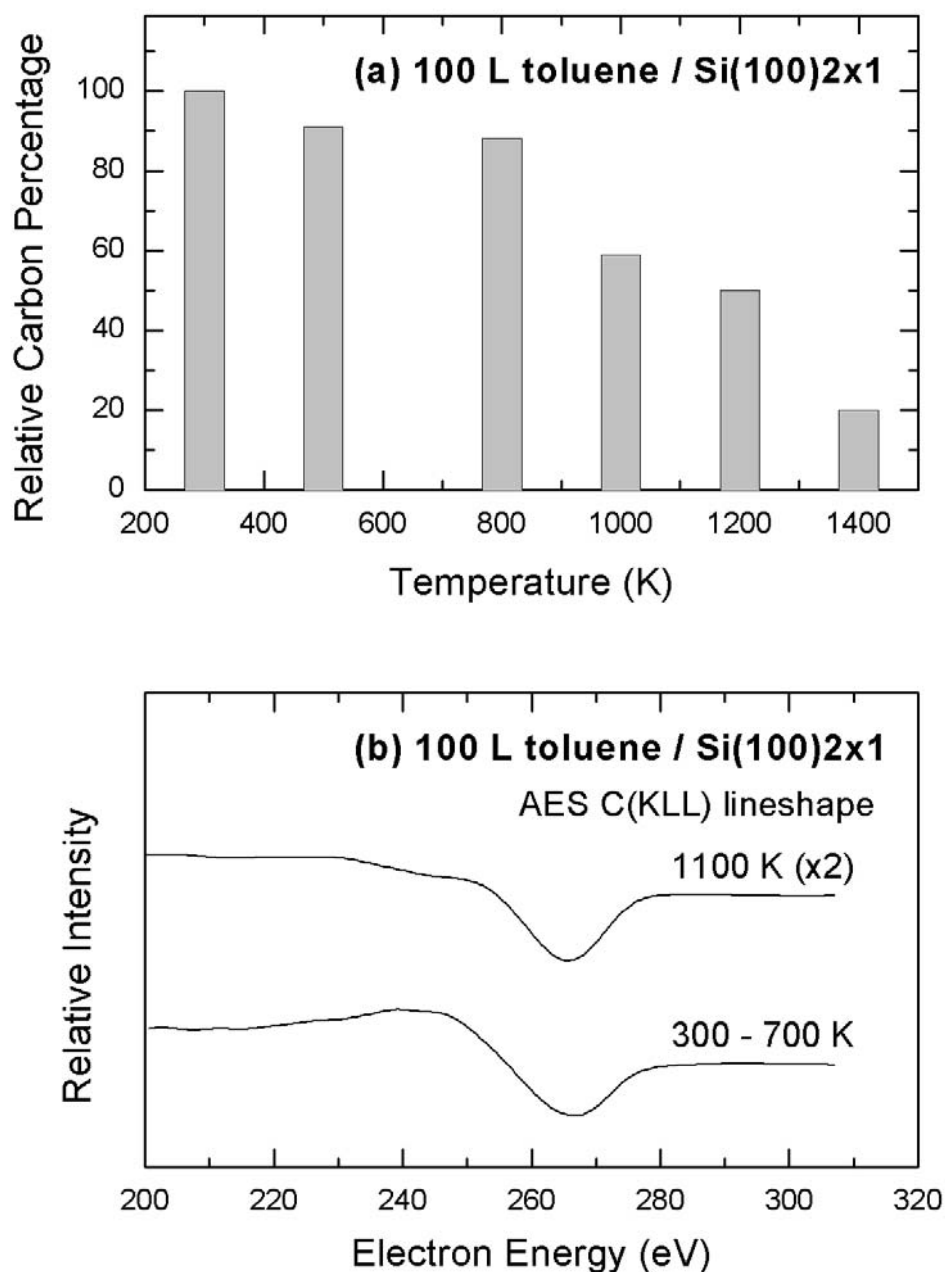 (a) 100 L toluene / Si(100)2x1
Relative Carbon Percentage
100
80
60
40
20
0
200 400 600 800 1000 1200 1400
Temperature (K)
(b) 100 L toluene / Si(100)2x1
AES C(KLL) lineshape
1100 K (x2)
300 - 700 K
Relative Intensity
200 220 240 260 280 300 320
Electron Energy (eV)